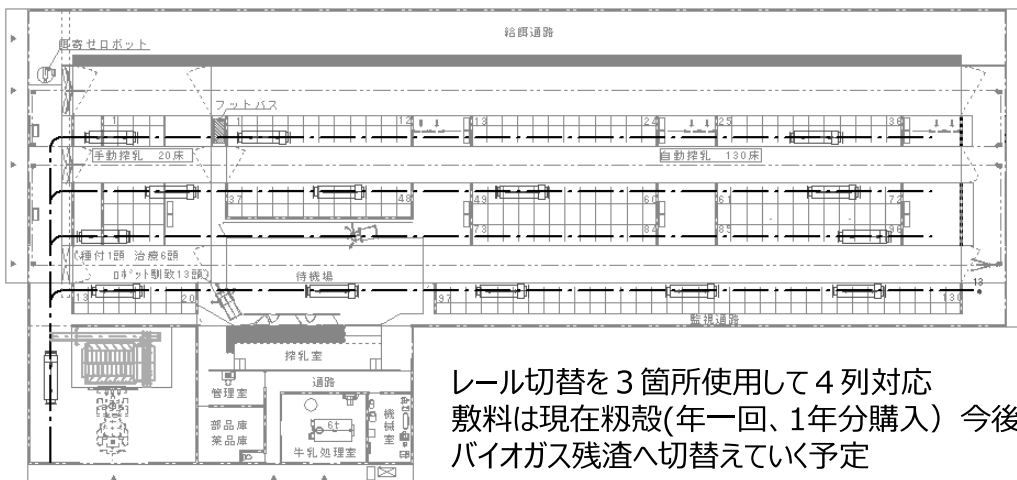 給餌通路
餌寄せロボット
フットバス
1
1
12
13
24
25
36
手動搾乳 20床
自動搾乳 130床
37
48
49
60
61
72
73
84
85
96
(種付1頭 治療6頭
ロボット馴致13頭)
待機場
13
13
20
97
130
監視通路
搾乳室
管理室
通路
部品庫
薬品庫
6t
牛乳処理室
機械室
レール切替を３箇所使用して４列対応
敷料は現在籾殻(年一回、1年分購入）今後
バイオガス残渣へ切替えていく予定